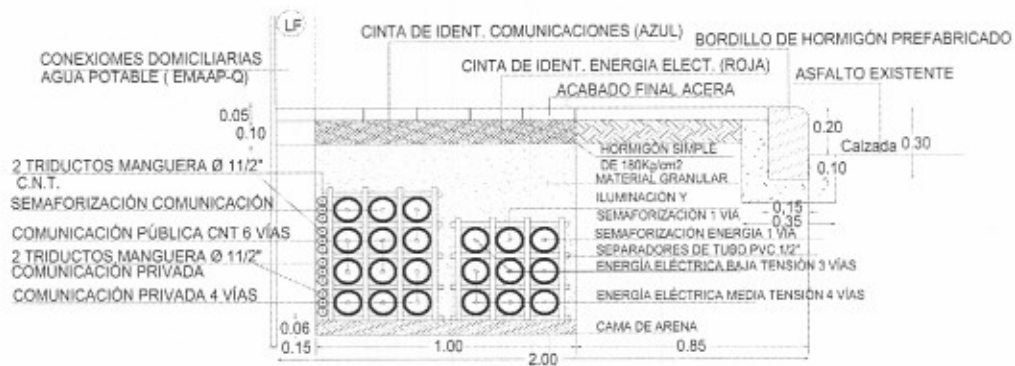 LF
CINTA DE IDENT. COMUNICACIONES (AZUL)
BORDILLO DE HORMIGÓN PREFABRICADO
CONEXIOMES DOMICILIARIAS
AGUA POTABLE ( EMAAP-Q)
CINTA DE IDENT. ENERGIA ELECT. (ROJA)
ASFALTO EXISTENTE
ACABADO FINAL ACERA
0.05
0.10
0.20
Calzada 0.30
0.10
HORMIGÓN SIMPLE
DE 180Kg/cm2
MATERIAL GRANULAR
2 TRIDUCTOS MANGUERA Ø 11/2"
C.N.T.
ILUMINACIÓN Y
SEMAFORIZACIÓN 1 VIA
0.15
0.35
SEMAFORIZACIÓN COMUNICACIÓN
SEMAFORIZACIÓN ENERGIA 1 VIA
COMUNICACIÓN PÚBLICA CNT 6 VÍAS
SEPARADORES DE TUBO PVC 1/2"
2 TRIDUCTOS MANGUERA Ø 11/2"
COMUNICACIÓN PRIVADA
ENERGÍA ELÉCTRICA BAJA TENSIÓN 3 VÍAS
COMUNICACIÓN PRIVADA 4 VÍAS
ENERGÍA ELÉCTRICA MEDIA TENSIÓN 4 VÍAS
0.06
CAMA DE ARENA
0.15
1.00
0.85
2.00